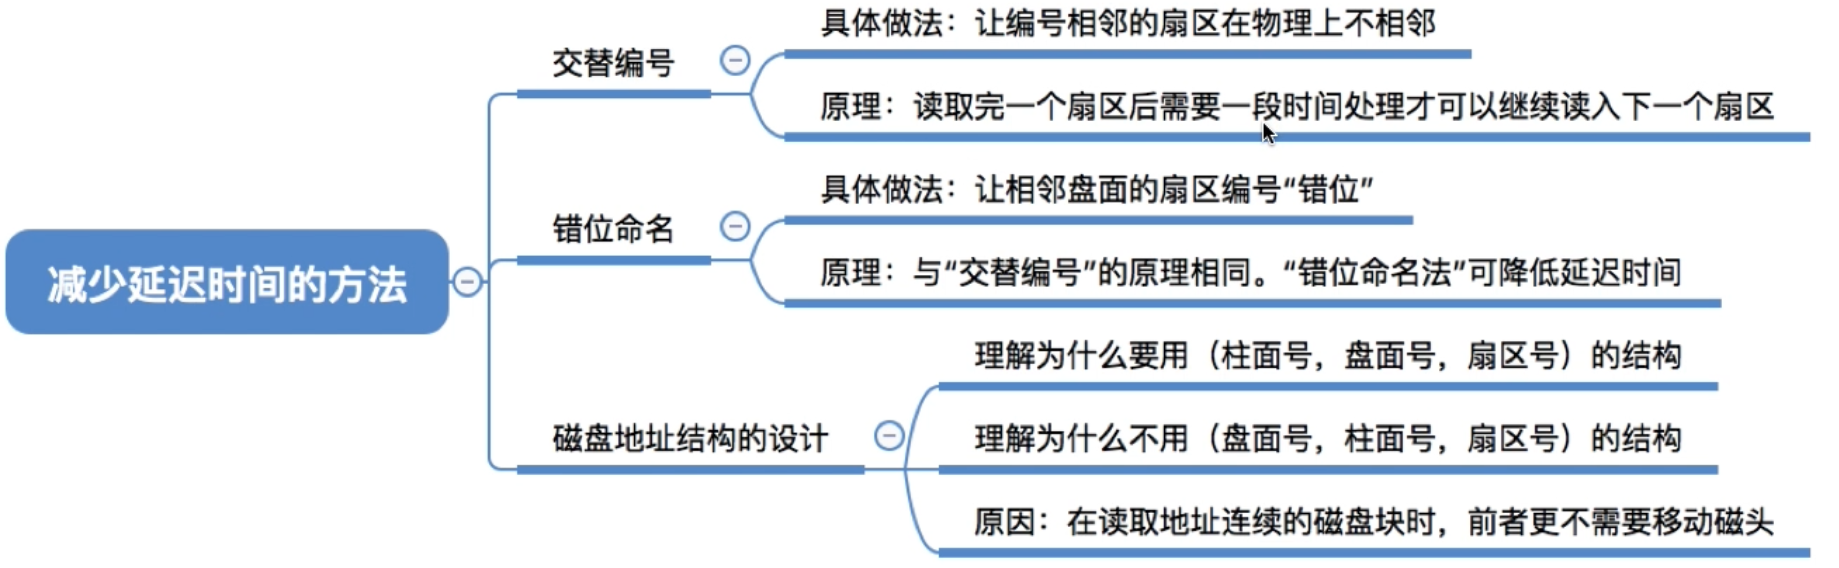 减少延迟时间的方法
交替编号
具体做法：让编号相邻的扇区在物理上不相邻
原理：读取完一个扇区后需要一段时间处理才可以继续读入下一个扇区
错位命名
具体做法：让相邻盘面的扇区编号“错位”
原理：与“交替编号”的原理相同。“错位命名法”可降低延迟时间
磁盘地址结构的设计
理解为什么要用（柱面号，盘面号，扇区号）的结构
理解为什么不用（盘面号，柱面号，扇区号）的结构
原因：在读取地址连续的磁盘块时，前者更不需要移动磁头